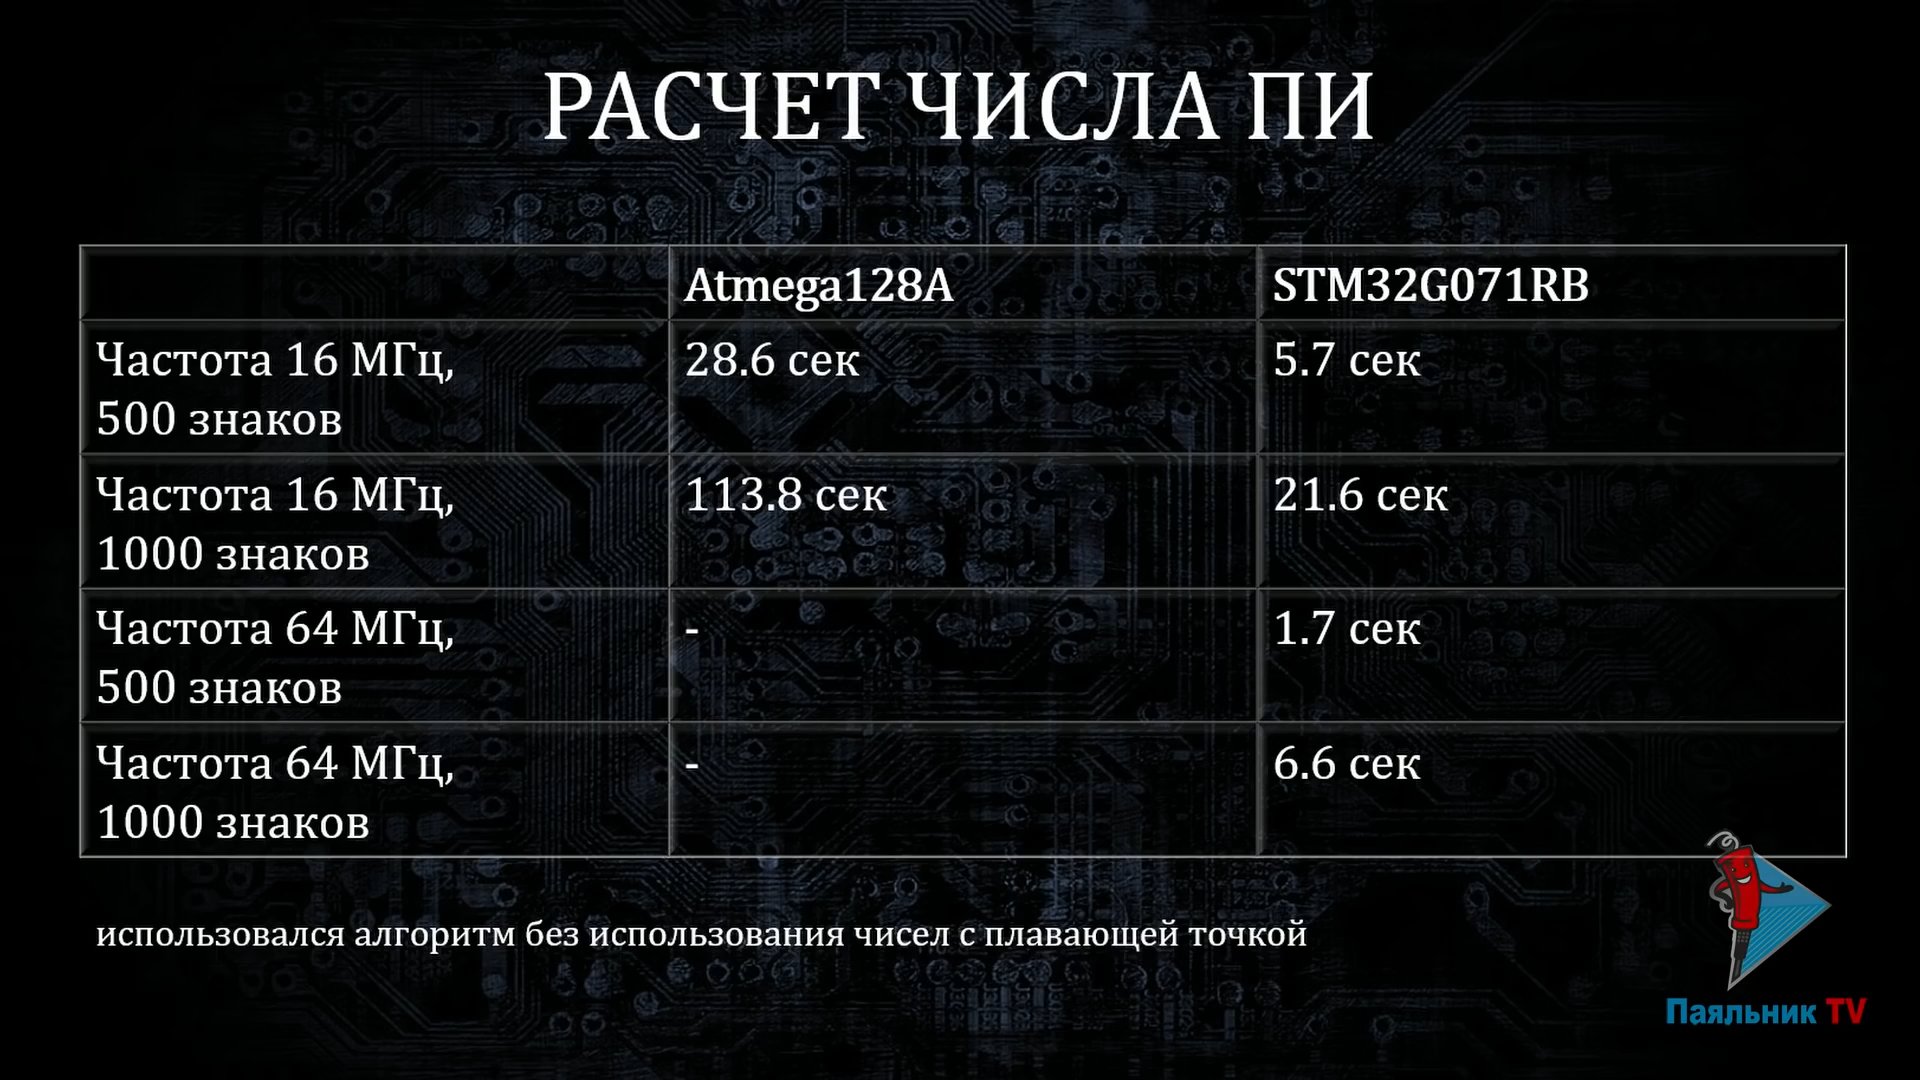 РАСЧЕТ ЧИСЛА ПИ
Atmega128A STM32G071RB
Частота 16 МГц, 28.6 сек 5.7 сек
500 знаков
Частота 16 МГц, 113.8 сек 21.6 сек
1000 знаков
Частота 64 МГц, - 1.7 сек
500 знаков
Частота 64 МГц, - 6.6 сек
1000 знаков
использовался алгоритм без использования чисел с плавающей точкой
Паяльник TV